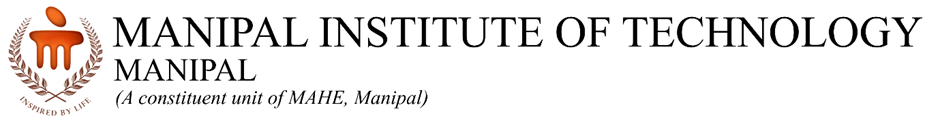 MANIPAL INSTITUTE OF TECHNOLOGY
MANIPAL
(A constituent unit of MAHE, Manipal)
INSPIRED BY LIFE